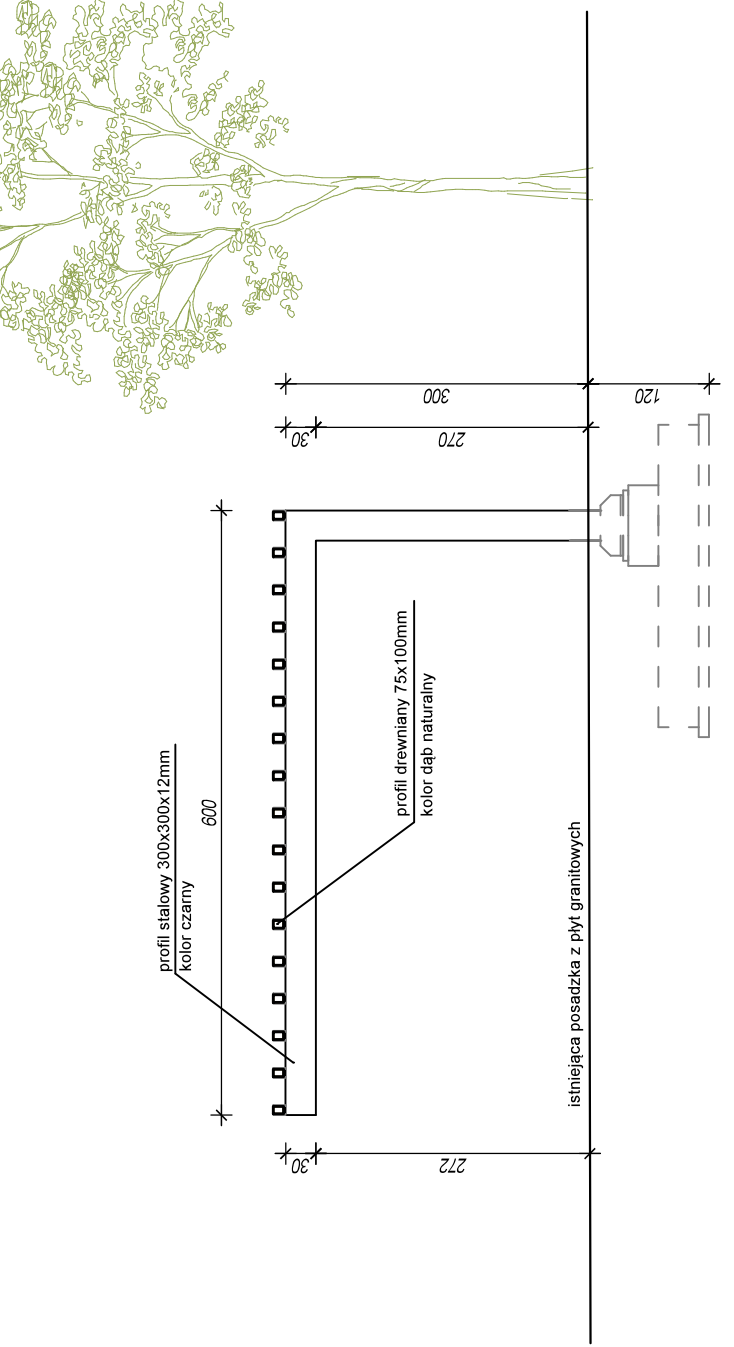 profil stalowy 300x300x12mm
kolor czarny
600
profil drewniany 75x100mm
kolor dąb naturalny
istniejąca posadzka z płyt granitowych
30
272
30
270
300
120